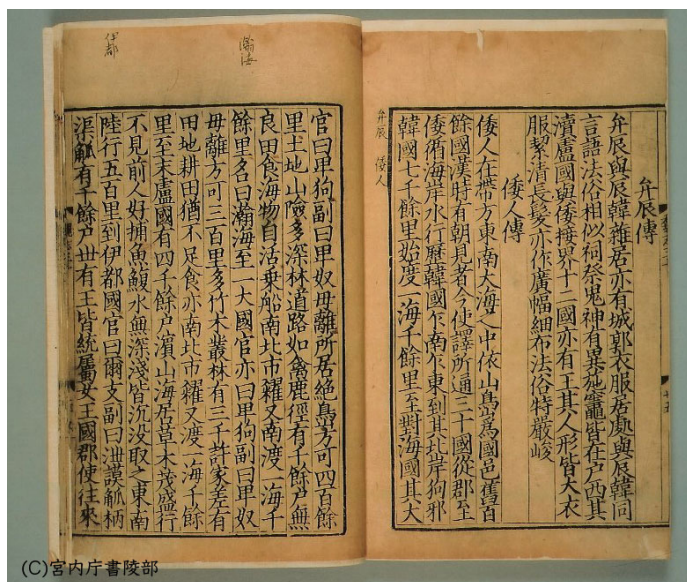 弁辰傳
弁辰與辰韓雜居亦有城郭衣服居處與辰韓同
言語法俗相似祠祭鬼神有異施竈皆在户西其
瀆盧國與倭接界十二國亦有王其人形皆大衣
服絜清長髮亦作廣幅細布法俗特嚴峻
倭人傳
倭人在帶方東南大海之中依山㠀爲國邑舊百
餘國漢時有朝見者今使譯所通三十國從郡至
倭循海岸水行歷韓國乍南乍東到其北岸狗邪
韓國七千餘里始度一海千餘里至對海國其大
弁辰 倭人
官曰卑狗副曰卑奴毋離所居絶㠀方可四百餘
里土地山險多深林道路如禽鹿徑有千餘户無
良田食海物自活乗船南北市糴又南渡一海千
餘里名曰瀚海至一大國官亦曰卑狗副曰卑奴
毋離方可三百里多竹木叢林有三千許家差有
田地耕田猶不足食亦南北市糴又渡一海千餘
里至末盧國有四千餘户濵山海居草木茂盛行
不見前人好捕魚鰒水無深淺皆沉没取之東南
陸行五百里到伊都國官曰爾支副曰泄謨觚柄
渠觚有千餘户丗有王皆統屬女王國郡使往來
瀚海
伊都
(C)宮内庁書陵部